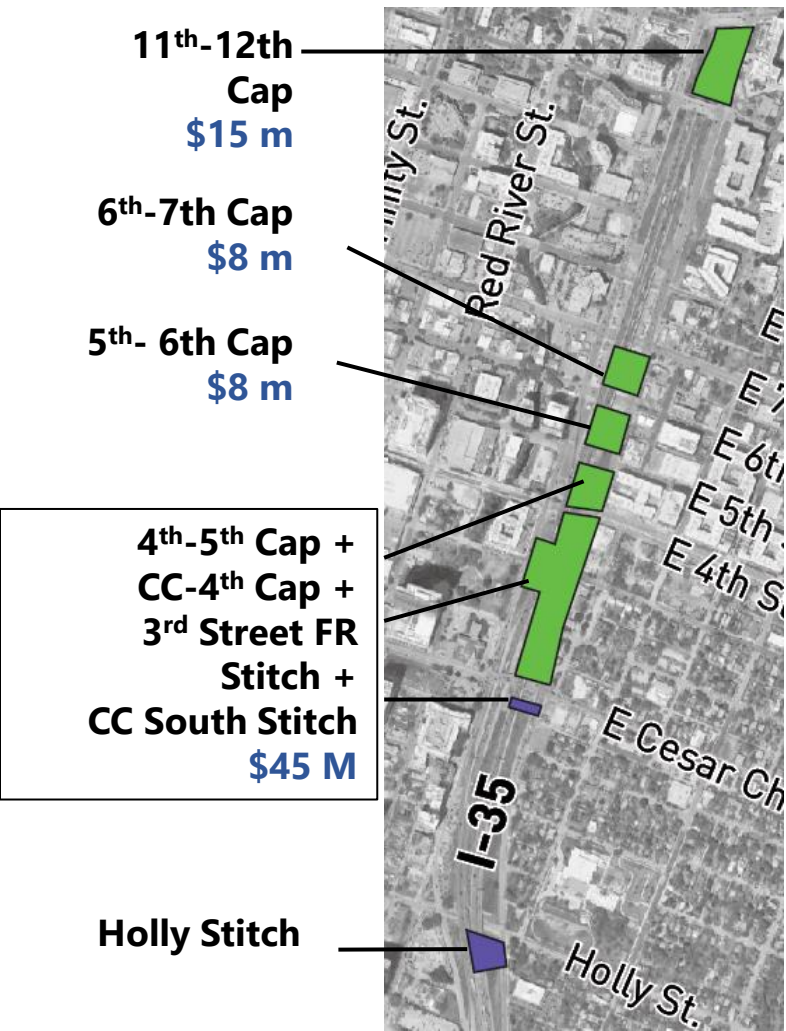 11th-12th
Cap
$15 m
6th-7th Cap
$8 m
5th- 6th Cap
$8 m
4th-5th Cap +
CC-4th Cap +
3rd Street FR
Stitch +
CC South Stitch
$45 M
Holly Stitch
nity St.
Red River St.
E
E 7
E 6th
E 5th
E 4th S
E Cesar Ch
I-35
Holly St.